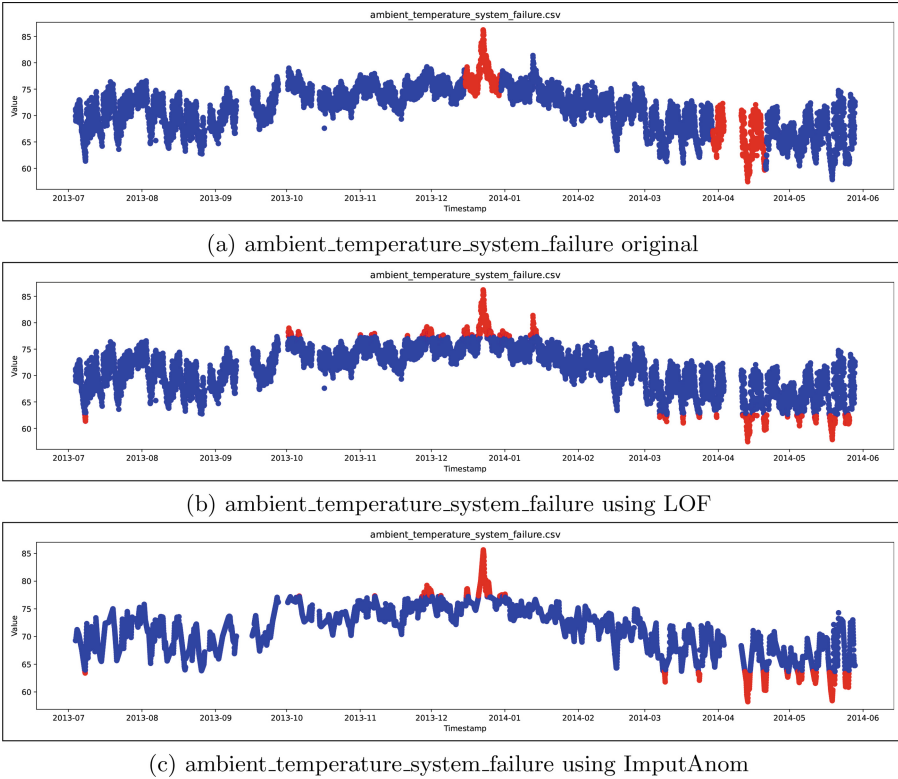 ambient_temperature_system_failure.csv
85
80
75
70
65
60
Value
2013-07 2013-08 2013-09 2013-10 2013-11 2013-12 2014-01 2014-02 2014-03 2014-04 2014-05 2014-06
Timestamp
(a) ambient_temperature_system_failure original
ambient_temperature_system_failure.csv
85
80
75
70
65
60
Value
2013-07 2013-08 2013-09 2013-10 2013-11 2013-12 2014-01 2014-02 2014-03 2014-04 2014-05 2014-06
Timestamp
(b) ambient_temperature_system_failure using LOF
ambient_temperature_system_failure.csv
85
80
75
70
65
60
Value
2013-07 2013-08 2013-09 2013-10 2013-11 2013-12 2014-01 2014-02 2014-03 2014-04 2014-05 2014-06
Timestamp
(c) ambient_temperature_system_failure using ImputAnom